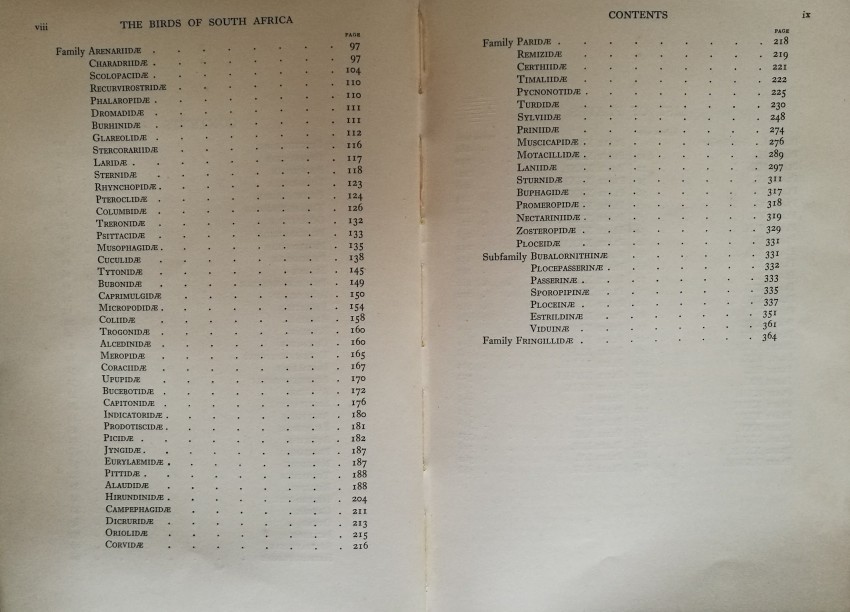 viii THE BIRDS OF SOUTH AFRICA
PAGE
Family ARENARIIDÆ . . . . . . . . 97
CHARADRIIDÆ . . . . . . . . 97
SCOLOPACIDÆ . . . . . . . . 104
RECURVIROSTRIDÆ . . . . . . . 110
PHALAROPIDÆ . . . . . . . . 110
DROMADIDÆ . . . . . . . . 111
BURHINIDÆ . . . . . . . . 111
GLAREOLIDÆ . . . . . . . . 112
STERCORARIIDÆ . . . . . . . 116
LARIDÆ . . . . . . . . . 117
STERNIDÆ . . . . . . . . 118
RHYNCHOPIDÆ . . . . . . . . 123
PTEROCLIDÆ . . . . . . . . 124
COLUMBIDÆ . . . . . . . . 126
TRERONIDÆ . . . . . . . . 132
PSITTACIDÆ . . . . . . . . 133
MUSOPHAGIDÆ . . . . . . . . 135
CUCULIDÆ . . . . . . . . 138
TYTONIDÆ . . . . . . . . 145
BUBONIDÆ . . . . . . . . 149
CAPRIMULGIDÆ . . . . . . . 150
MICROPODIDÆ . . . . . . . . 154
COLIIDÆ . . . . . . . . 158
TROGONIDÆ . . . . . . . . 160
ALCEDINIDÆ . . . . . . . . 160
MEROPIDÆ . . . . . . . . 165
CORACIIDÆ . . . . . . . . 167
UPUPIDÆ . . . . . . . . 170
BUCEROTIDÆ . . . . . . . . 172
CAPITONIDÆ . . . . . . . . 176
INDICATORIDÆ . . . . . . . . 180
PRODOTISCIDÆ . . . . . . . . 181
PICIDÆ . . . . . . . . . 182
JYNGIDÆ . . . . . . . . 187
EURYLAEMIDÆ . . . . . . . . 187
PITTIDÆ . . . . . . . . 188
ALAUDIDÆ . . . . . . . . 188
HIRUNDINIDÆ . . . . . . . . 204
CAMPEPHAGIDÆ . . . . . . . 211
DICRURIDÆ . . . . . . . . 213
ORIOLIDÆ . . . . . . . . 215
CORVIDÆ . . . . . . . . 216
CONTENTS ix
PAGE
Family PARIDÆ . . . . . . . . . 218
REMIZIDÆ . . . . . . . . 219
CERTHIIDÆ . . . . . . . . 221
TIMALIIDÆ . . . . . . . . 222
PYCNONOTIDÆ . . . . . . . . 225
TURDIDÆ . . . . . . . . 230
SYLVIIDÆ . . . . . . . . 248
PRINIIDÆ . . . . . . . . 274
MUSCICAPIDÆ . . . . . . . . 276
MOTACILLIDÆ . . . . . . . . 289
LANIIDÆ . . . . . . . . 297
STURNIDÆ . . . . . . . . 311
BUPHAGIDÆ . . . . . . . . 317
PROMEROPIDÆ . . . . . . . . 318
NECTARINIIDÆ . . . . . . . . 319
ZOSTEROPIDÆ . . . . . . . . 329
PLOCEIDÆ . . . . . . . . 331
Subfamily BUBALORNITHINÆ . . . . . . 331
PLOCEPASSERINÆ . . . . . . . 332
PASSERINÆ . . . . . . . . 333
SPOROPIPINÆ . . . . . . . 335
PLOCEINÆ . . . . . . . . 337
ESTRILDINÆ . . . . . . . . 351
VIDUINÆ . . . . . . . . 361
Family FRINGILLIDÆ . . . . . . . . 364